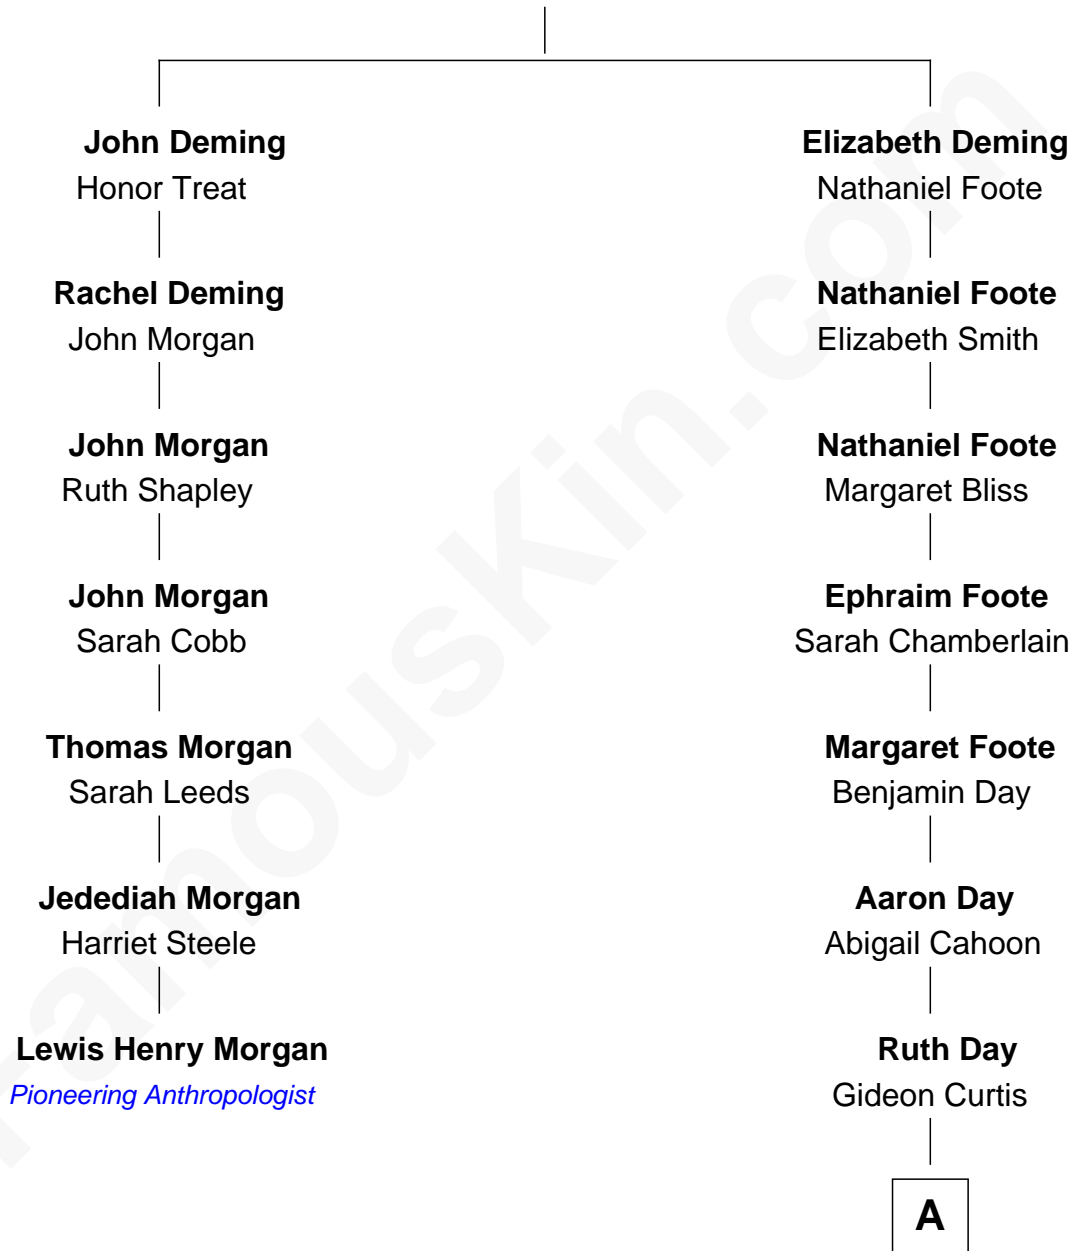 John Deming
Honor Treat
Rachel Deming
John Morgan
John Morgan
Ruth Shapley
John Morgan
Sarah Cobb
Thomas Morgan
Sarah Leeds
Jedediah Morgan
Harriet Steele
Lewis Henry Morgan
Pioneering Anthropologist
Elizabeth Deming
Nathaniel Foote
Nathaniel Foote
Elizabeth Smith
Nathaniel Foote
Margaret Bliss
Ephraim Foote
Sarah Chamberlain
Margaret Foote
Benjamin Day
Aaron Day
Abigail Cahoon
Ruth Day
Gideon Curtis
A
FamousKin.com